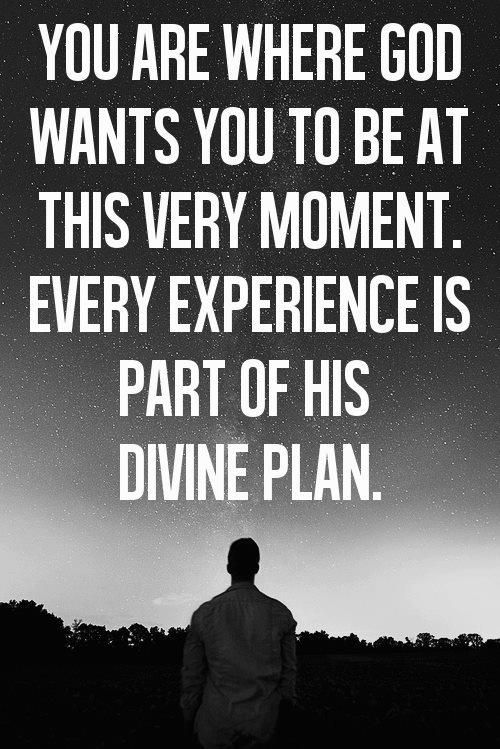 YOU ARE WHERE GOD
WANTS YOU TO BE AT
THIS VERY MOMENT.
EVERY EXPERIENCE IS
PART OF HIS
DIVINE PLAN.